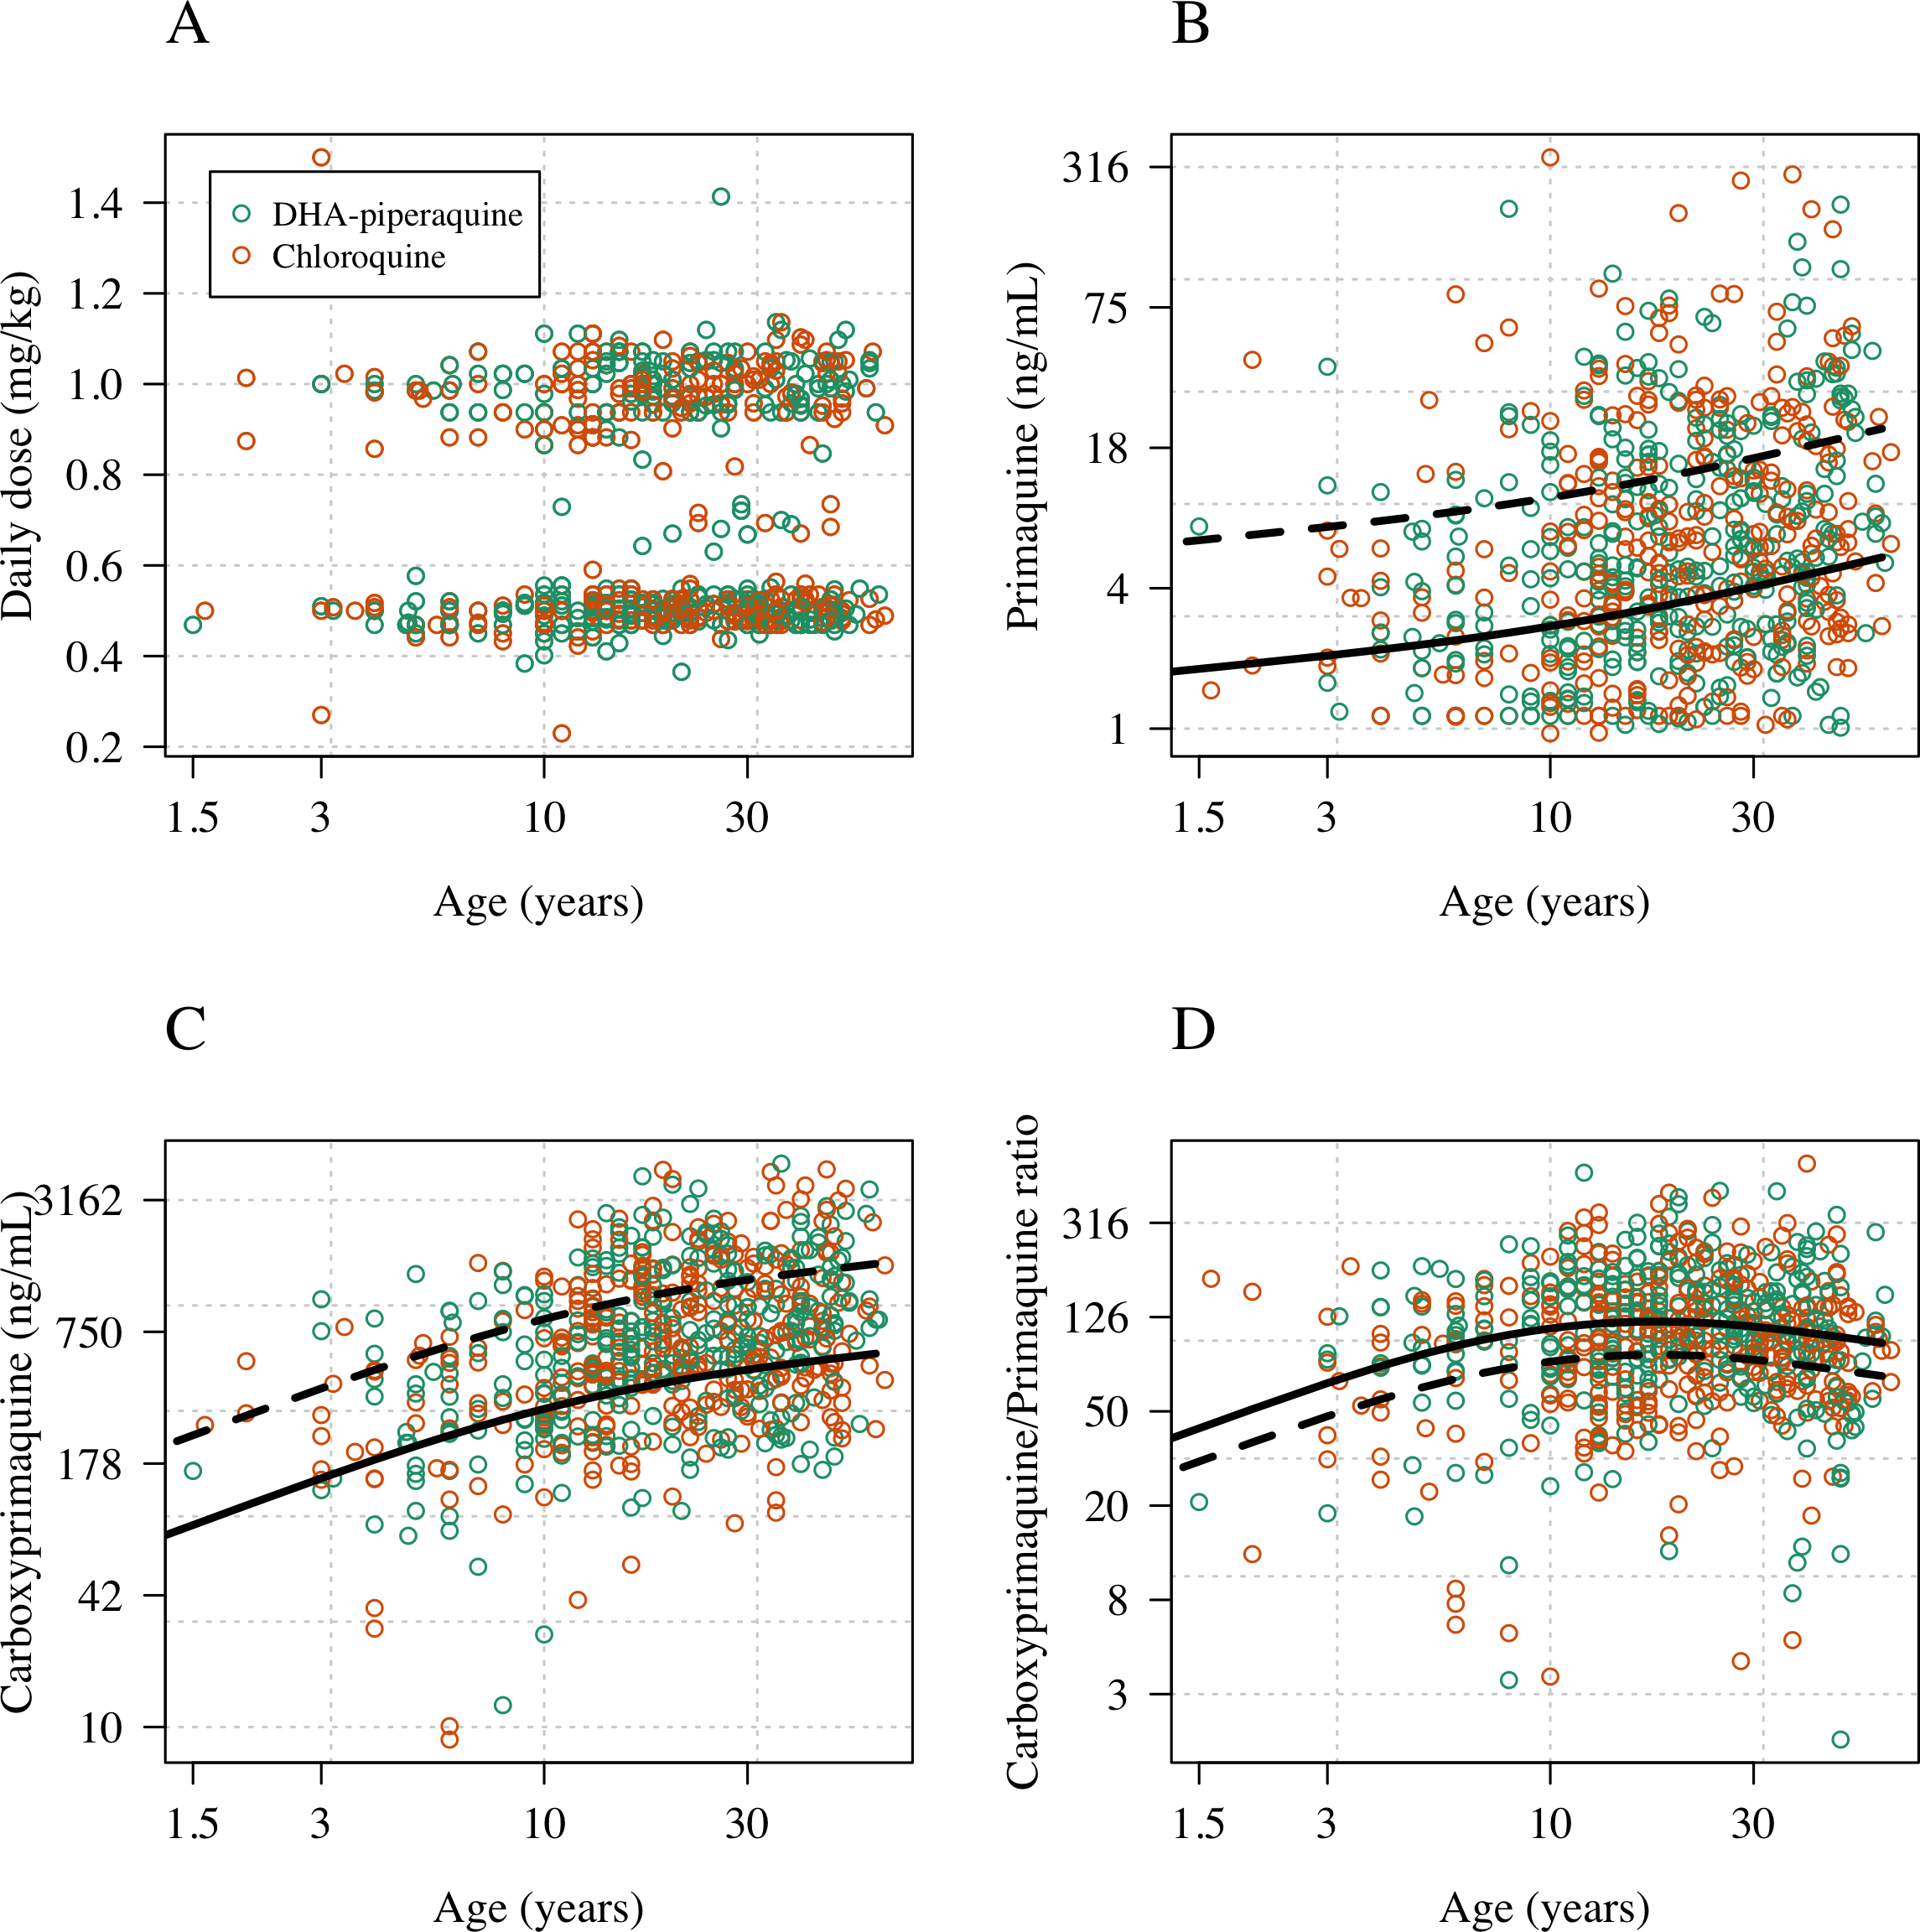 A
Daily dose (mg/kg)
1.4
1.2
1.0
0.8
0.6
0.4
0.2
DHA-piperaquine
Chloroquine
1.5 3 10 30
Age (years)
B
Primaquine (ng/mL)
316
75
18
4
1
1.5 3 10 30
Age (years)
C
Carboxyprimaquine (ng/mL)
3162
750
178
42
10
1.5 3 10 30
Age (years)
D
Carboxyprimaquine/Primaquine ratio
316
126
50
20
8
3
1.5 3 10 30
Age (years)